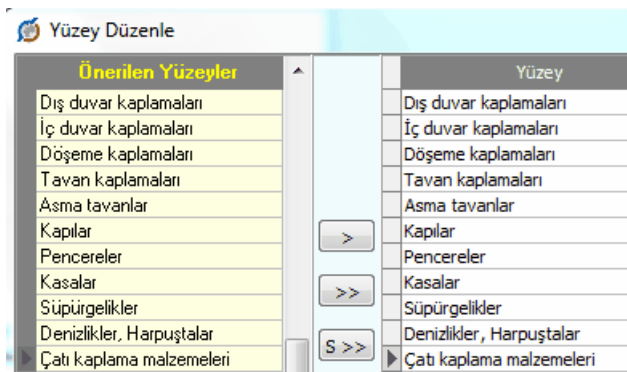 Yüzey Düzenle
Önerilen Yüzeyler
Dış duvar kaplamaları
İç duvar kaplamaları
Döşeme kaplamaları
Tavan kaplamaları
Asma tavanlar
Kapılar
Pencereler
Kasalar
Süpürgelikler
Denizlikler, Harpuştalar
Çatı kaplama malzemeleri
>
>>
S >>
Yüzey
Dış duvar kaplamaları
İç duvar kaplamaları
Döşeme kaplamaları
Tavan kaplamaları
Asma tavanlar
Kapılar
Pencereler
Kasalar
Süpürgelikler
Denizlikler, Harpuştalar
Çatı kaplama malzemeleri